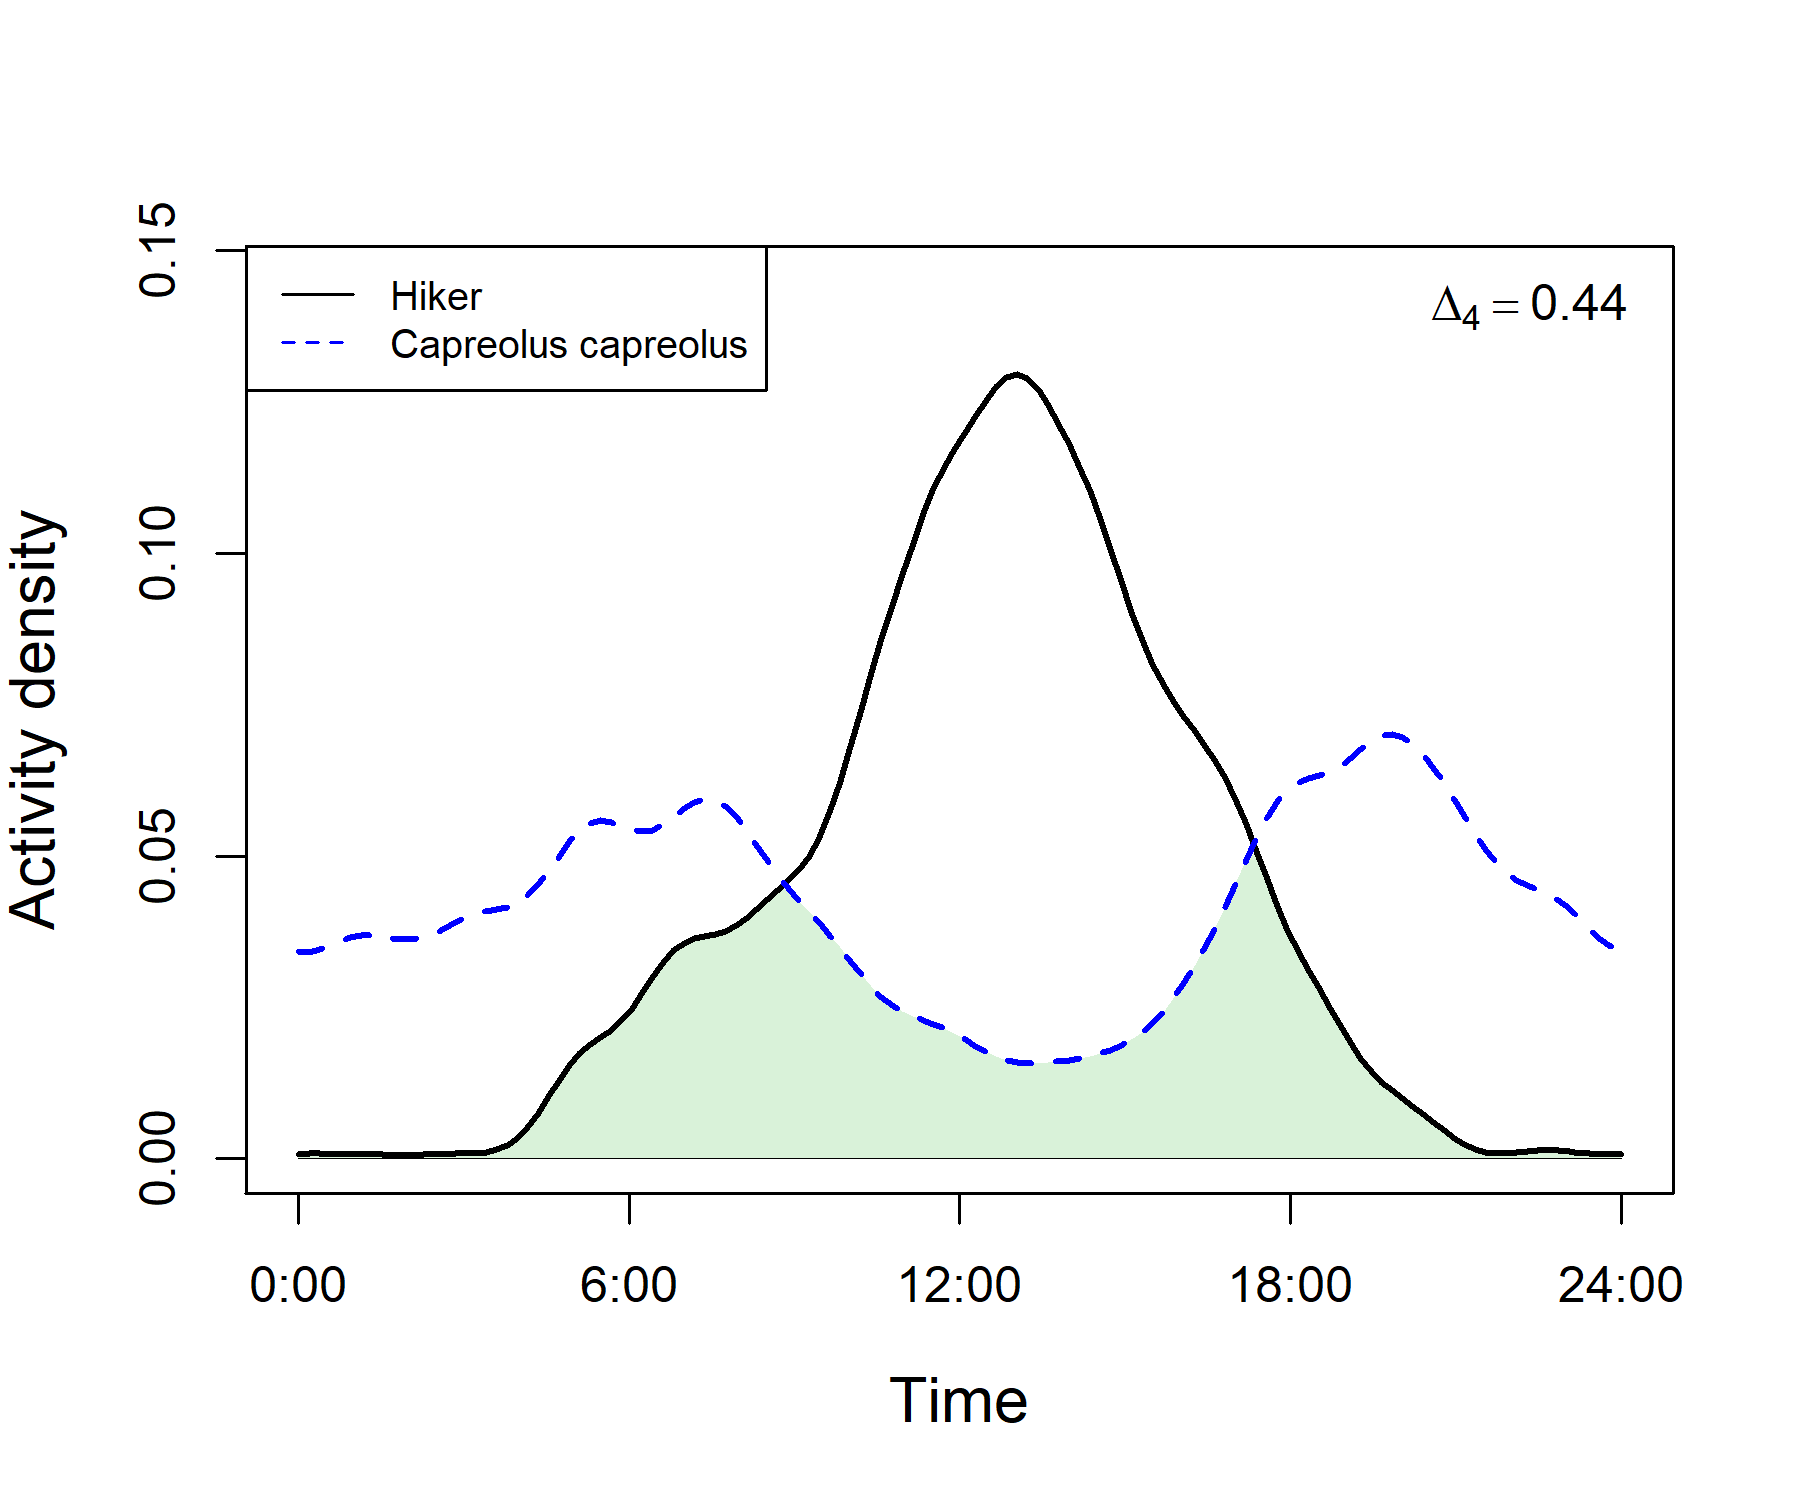 0.15
0.10
0.05
0.00
Activity density
Hiker
Capreolus capreolus
Δ4 = 0.44
0:00 6:00 12:00 18:00 24:00
Time